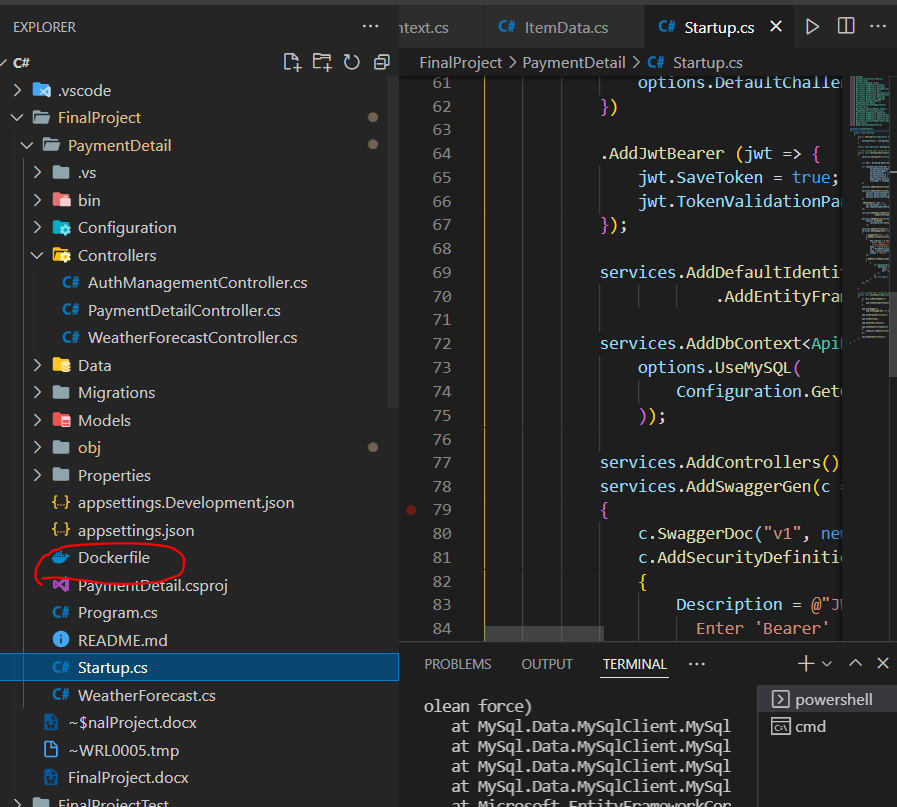 EXPLORER
C#
.vscode
FinalProject
PaymentDetail
.vs
bin
Configuration
Controllers
C# AuthManagementController.cs
C# PaymentDetailController.cs
C# WeatherForecastController.cs
Data
Migrations
Models
obj
Properties
{..} appsettings.Development.json
{..} appsettings.json
Dockerfile
PaymentDetail.csproj
C# Program.cs
README.md
C# Startup.cs
C# WeatherForecast.cs
~$nalProject.docx
~WRL0005.tmp
FinalProject.docx
FinalProjectTest
ntext.cs C# ItemData.cs C# Startup.cs
FinalProject > PaymentDetail > C# Startup.cs
61 options.DefaultChaller
62 })
63
64 .AddJwtBearer (jwt => {
65 jwt.SaveToken = true;
66 jwt.TokenValidationPa
67 });
68
69 services.AddDefaultIdentit
70 .AddEntityFra
71
72 services.AddDbContext<Api
73 options.UseMySQL(
74 Configuration.Get
75 ));
76
77 services.AddControllers()
78 services.AddSwaggerGen(c =
79 {
80 c.SwaggerDoc("v1", new
81 c.AddSecurityDefinitio
82 {
83 Description = @"J
84 Enter 'Bearer'
PROBLEMS OUTPUT TERMINAL
olean force)
at MySql.Data.MySqlClient.MySql
at MySql.Data.MySqlClient.MySql
at MySql.Data.MySqlClient.MySql
at MySql.Data.MySqlClient.MySql
at Microsoft.EntityFrameworkCor
powershell
cmd